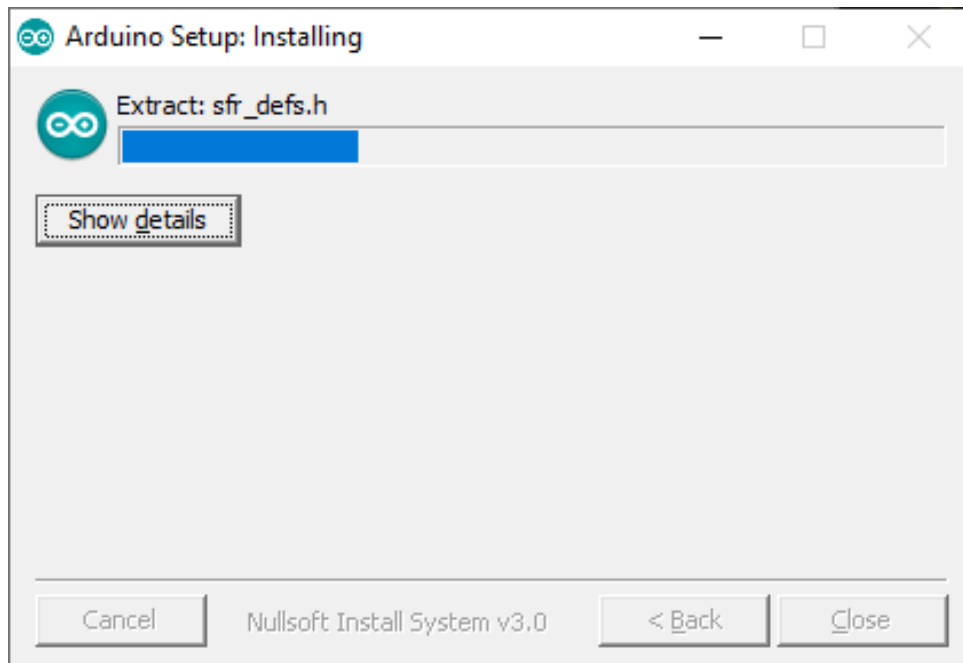 Arduino Setup: Installing
Extract: sfr_defs.h
Show details
Cancel
Nullsoft Install System v3.0
< Back
Close